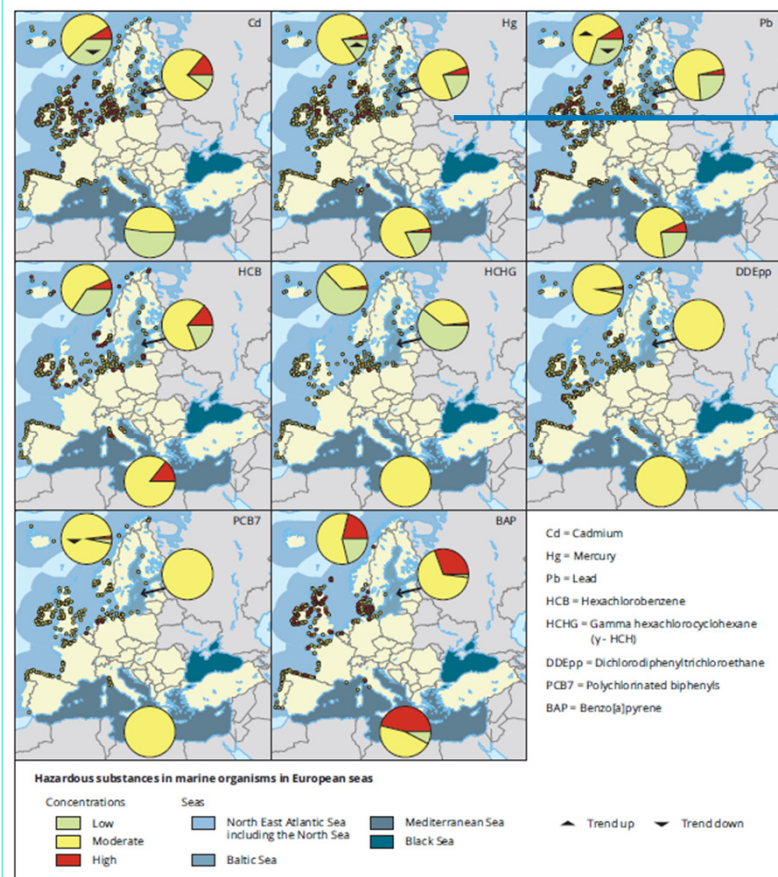 Cd
Hg
Pb
HCB
HCHG
DDEpp
PCB7
BAP
Cd = Cadmium
Hg = Mercury
Pb = Lead
HCB = Hexachlorobenzene
HCHG = Gamma hexachlorocyclohexane
(γ - HCH)
DDEpp = Dichlorodiphenyltrichloroethane
PCB7 = Polychlorinated biphenyls
BAP = Benzo[a]pyrene
Hazardous substances in marine organisms in European seas
Concentrations
Low
Moderate
High
Seas
North East Atlantic Sea
including the North Sea
Baltic Sea
Mediterranean Sea
Black Sea
Trend up
Trend down